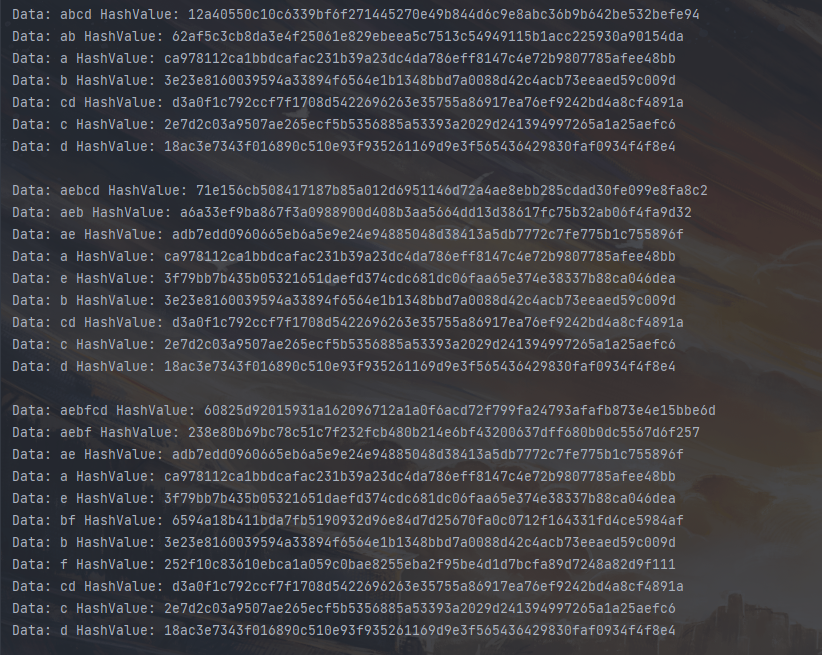 Data: abcd HashValue: 12a40550c10c6339bf6f271445270e49b844d6c9e8abc36b9b642be532befe94
Data: ab HashValue: 62af5c3cb8da3e4f25061e829ebeea5c7513c54949115b1acc225930a90154da
Data: a HashValue: ca978112ca1bbdcafac231b39a23dc4da786eff8147c4e72b9807785afee48bb
Data: b HashValue: 3e23e8160039594a33894f6564e1b1348bbd7a0088d42c4acb73eeaed59c009d
Data: cd HashValue: d3a0f1c792ccf7f1708d5422696263e35755a86917ea76ef9242bd4a8cf4891a
Data: c HashValue: 2e7d2c03a9507ae265ecf5b5356885a53393a2029d241394997265a1a25aefc6
Data: d HashValue: 18ac3e7343f016890c510e93f935261169d9e3f565436429830faf0934f4f8e4
Data: aebcd HashValue: 71e156cb508417187b85a012d6951146d72a4ae8ebb285cdad30fe099e8fa8c2
Data: aeb HashValue: a6a33ef9ba867f3a0988900d408b3aa5664dd13d38617fc75b32ab06f4fa9d32
Data: ae HashValue: adb7edd0960665eb6a5e9e24e94885048d38413a5db7772c7fe775b1c755896f
Data: a HashValue: ca978112ca1bbdcafac231b39a23dc4da786eff8147c4e72b9807785afee48bb
Data: e HashValue: 3f79bb7b435b05321651daefd374cdc681dc06faa65e374e38337b88ca046dea
Data: b HashValue: 3e23e8160039594a33894f6564e1b1348bbd7a0088d42c4acb73eeaed59c009d
Data: cd HashValue: d3a0f1c792ccf7f1708d5422696263e35755a86917ea76ef9242bd4a8cf4891a
Data: c HashValue: 2e7d2c03a9507ae265ecf5b5356885a53393a2029d241394997265a1a25aefc6
Data: d HashValue: 18ac3e7343f016890c510e93f935261169d9e3f565436429830faf0934f4f8e4
Data: aebfcd HashValue: 60825d92015931a162096712a1a0f6acd72f799fa24793afafb873e4e15bbe6d
Data: aebf HashValue: 238e80b69bc78c51c7f232fcb480b214e6bf43200637dff680b0dc5567d6f257
Data: ae HashValue: adb7edd0960665eb6a5e9e24e94885048d38413a5db7772c7fe775b1c755896f
Data: a HashValue: ca978112ca1bbdcafac231b39a23dc4da786eff8147c4e72b9807785afee48bb
Data: e HashValue: 3f79bb7b435b05321651daefd374cdc681dc06faa65e374e38337b88ca046dea
Data: bf HashValue: 6594a18b411bda7fb5190932d96e84d7d25670fa0c0712f164331fd4ce5984af
Data: b HashValue: 3e23e8160039594a33894f6564e1b1348bbd7a0088d42c4acb73eeaed59c009d
Data: f HashValue: 252f10c83610ebca1a059c0bae8255eba2f95be4d1d7bcfa89d7248a82d9f111
Data: cd HashValue: d3a0f1c792ccf7f1708d5422696263e35755a86917ea76ef9242bd4a8cf4891a
Data: c HashValue: 2e7d2c03a9507ae265ecf5b5356885a53393a2029d241394997265a1a25aefc6
Data: d HashValue: 18ac3e7343f016890c510e93f935261169d9e3f565436429830faf0934f4f8e4